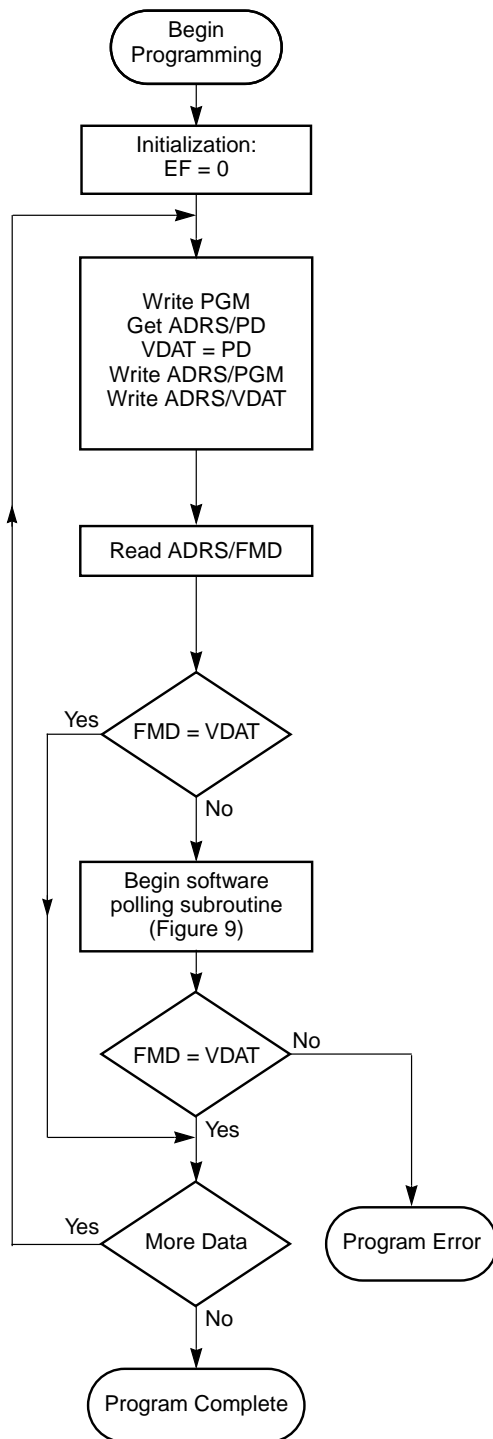 Begin
Programming
Initialization:
EF = 0
Write PGM
Get ADRS/PD
VDAT = PD
Write ADRS/PGM
Write ADRS/VDAT
Read ADRS/FMD
Yes
FMD = VDAT
No
Begin software
polling subroutine
(Figure 9)
No
FMD = VDAT
Yes
Yes
More Data
Program Error
No
Program Complete